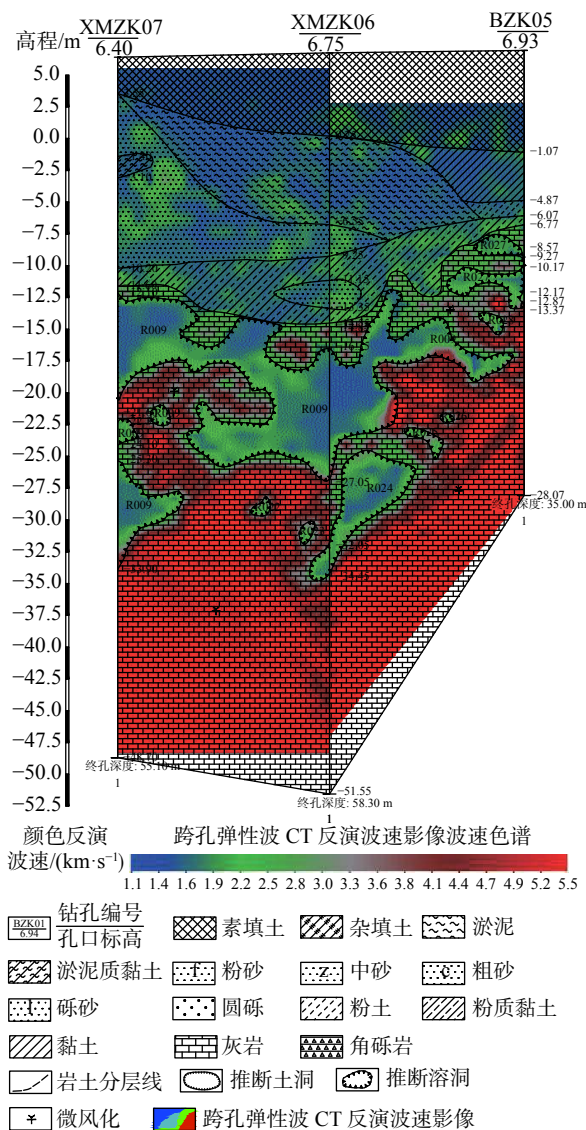 XMZK07 XMZK06 BZK05
高程/m 6.40 6.75 6.93
5.0
2.5
0.0
−1.07
−2.5
−4.87
−5.0
−6.07
−6.77
−7.5
−8.57
−9.27
−10.0
−10.17
−12.17
−12.5
−12.87
−13.37
−15.0
R009
−17.5
−20.0
R009
−22.5
−25.0
−27.05
R024
−27.5
−28.07
终孔深度: 35.00 m
1
R009
−30.0
−32.5
−35.0
−37.5
−40.0
−42.5
−45.0
−47.5
终孔深度: 55.10 m
1
−50.0
−51.55
终孔深度: 58.30 m
1
−52.5
颜色反演 跨孔弹性波 CT 反演波速影像波速色谱
波速/(km·s⁻¹)
1.1 1.4 1.6 1.9 2.2 2.5 2.8 3.0 3.3 3.6 3.8 4.1 4.4 4.7 4.9 5.2 5.5
BZK01 6.94 钻孔编号 孔口标高 素填土 杂填土 淤泥
淤泥质黏土 f 粉砂 z 中砂 c 粗砂
l 砾砂 圆砾 粉土 粉质黏土
黏土 灰岩 角砾岩
岩土分层线 推断土洞 推断溶洞
微风化 跨孔弹性波 CT 反演波速影像